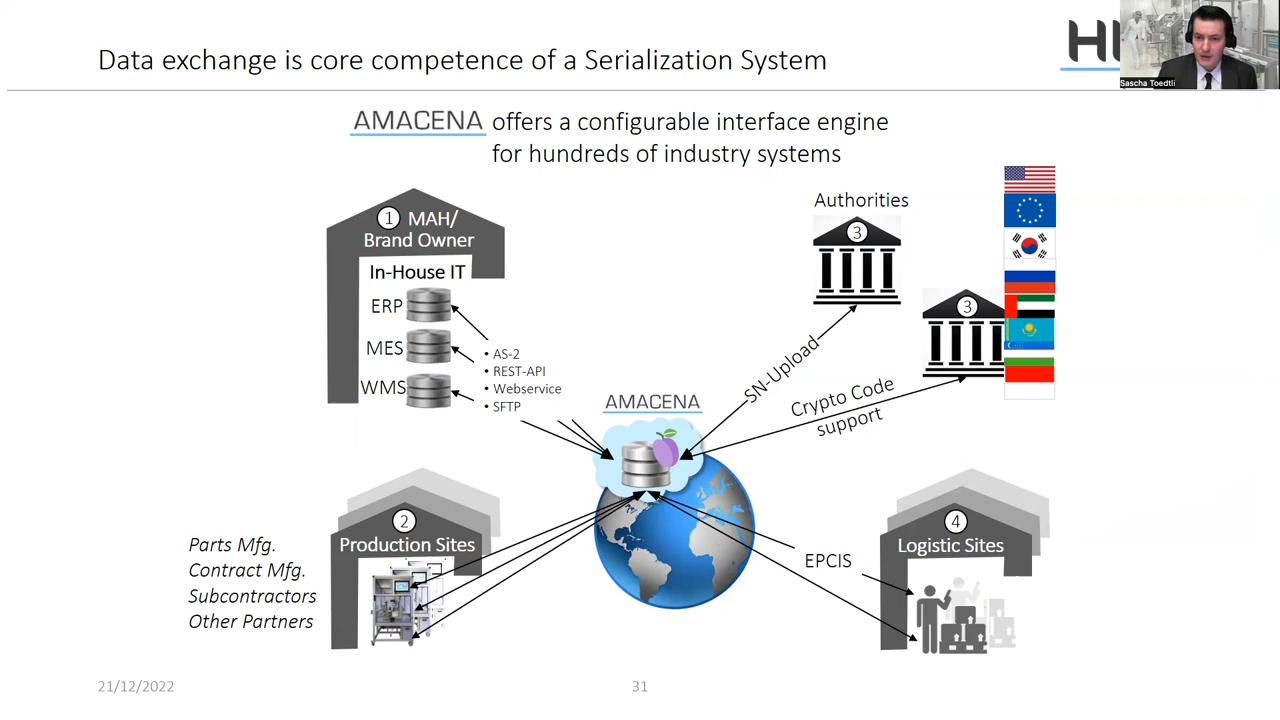 Data exchange is core competence of a Serialization System
Sascha Toedtli
AMACENA offers a configurable interface engine
for hundreds of industry systems
1 MAH/
Brand Owner
In-House IT
ERP
MES
WMS
• AS-2
• REST-API
• Webservice
• SFTP
Authorities
3
3
SN-Upload
Crypto Code
support
AMACENA
2
Production Sites
Parts Mfg.
Contract Mfg.
Subcontractors
Other Partners
EPCIS
4
Logistic Sites
21/12/2022
31